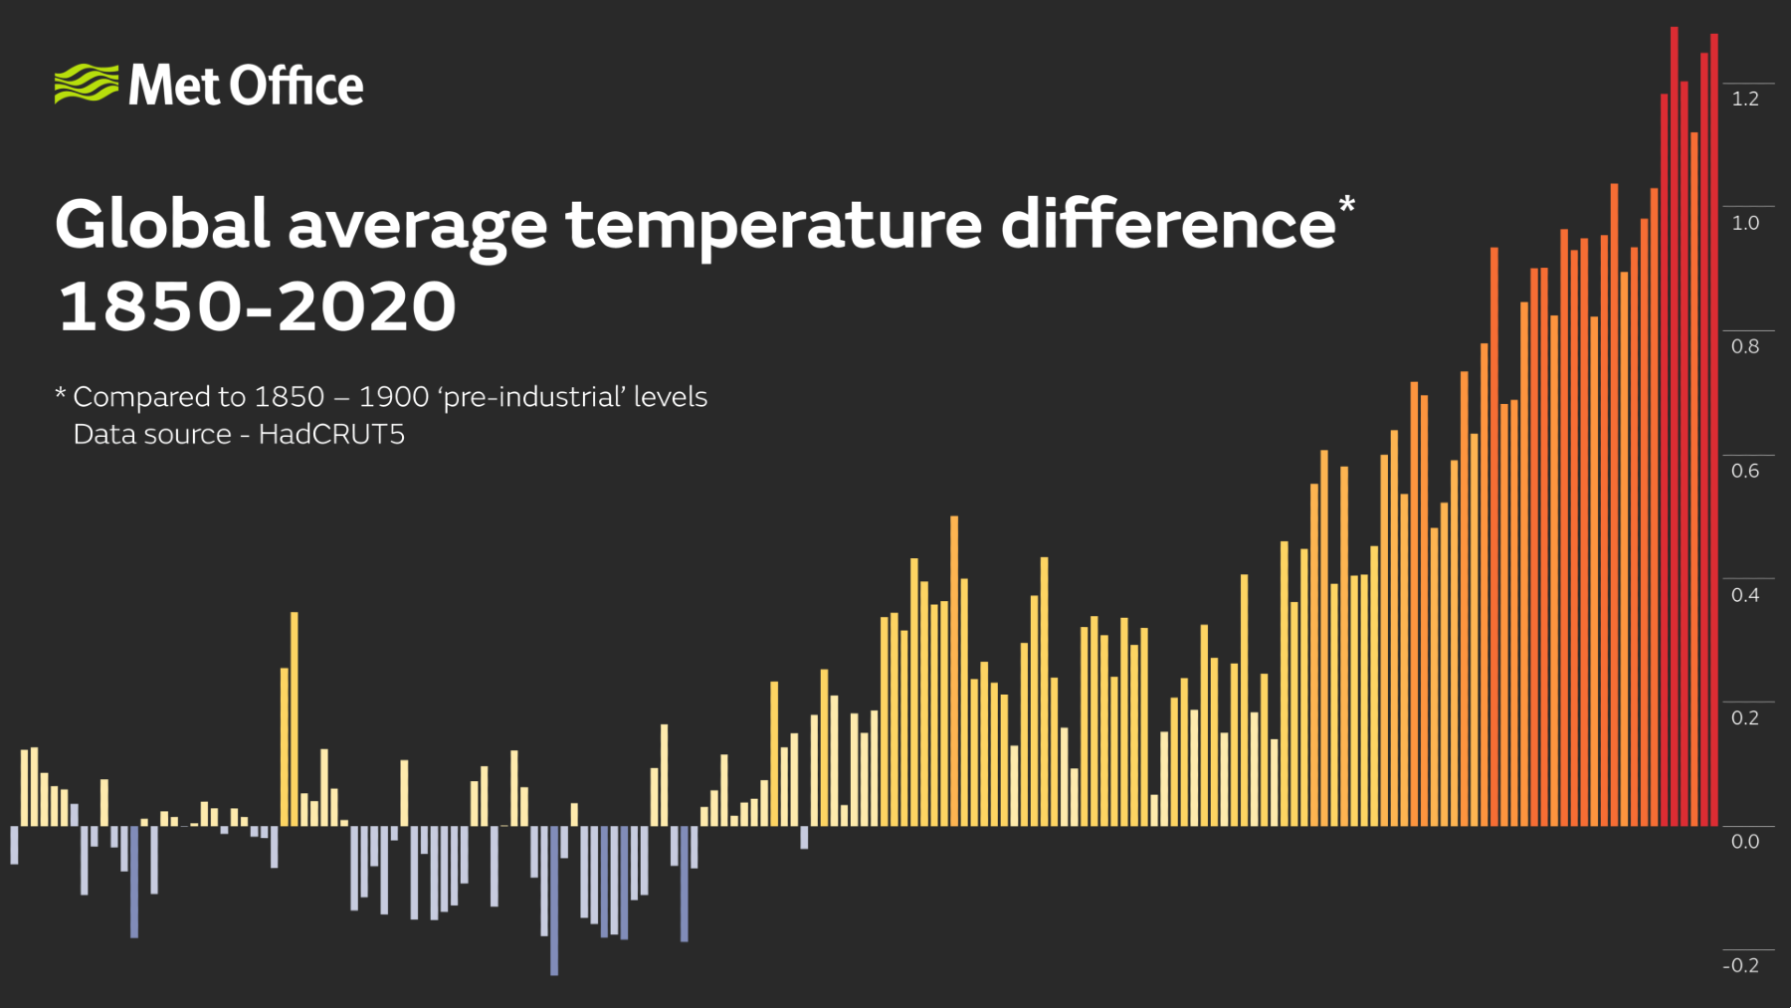 Met Office
Global average temperature difference*
1850-2020
* Compared to 1850 – 1900 ‘pre-industrial’ levels
Data source - HadCRUT5
1.2
1.0
0.8
0.6
0.4
0.2
0.0
-0.2